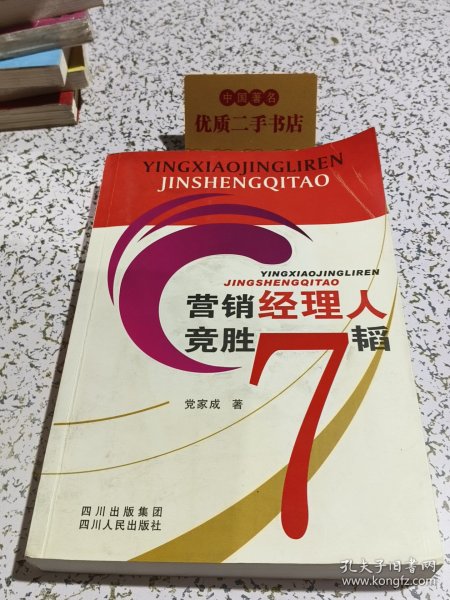 中国著名
优质二手书店
YINGXIAOJINGLIREN
JINSHENGQITAO
YINGXIAOJINGLIREN
JINGSHENGQITAO
营销经理人
竞胜7韬
党家成 著
四川出版集团
四川人民出版社
孔夫子旧书网
www.kongfz.com